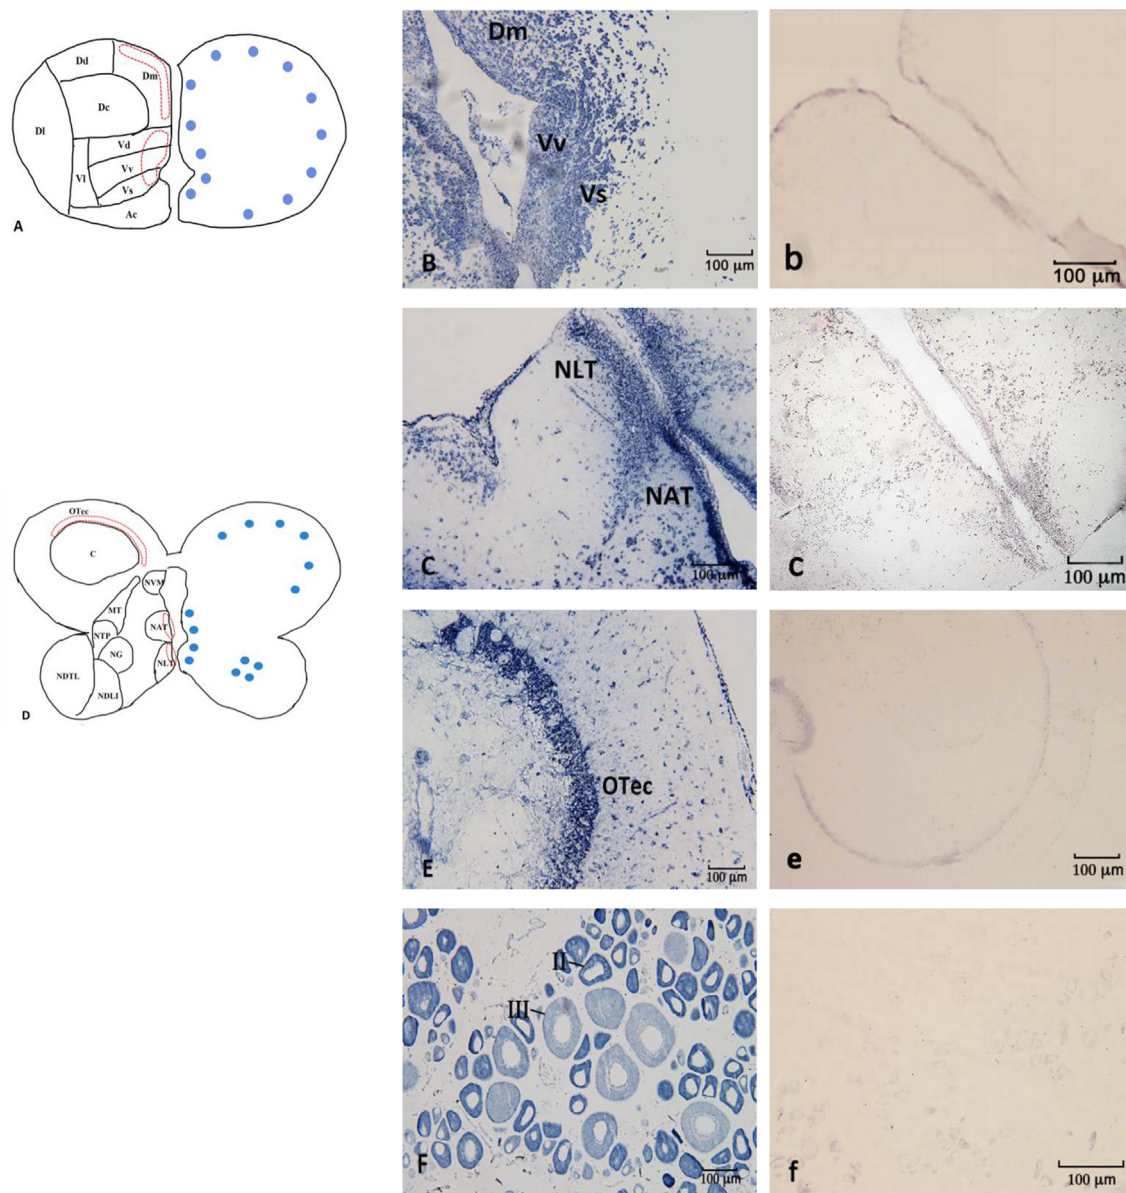 Dd
Dm
Dc
Dl
Vd
Vl
Vv
Vs
Ac
A
Dm
Vv
Vs
B
100 μm
b
100 μm
NLT
NAT
C
100 μm
c
100 μm
OTec
C
NVM
MT
NAT
NTP
NG
NLT
NDTL
NDLI
D
OTec
E
100 μm
e
100 μm
II
III
F
100 μm
f
100 μm